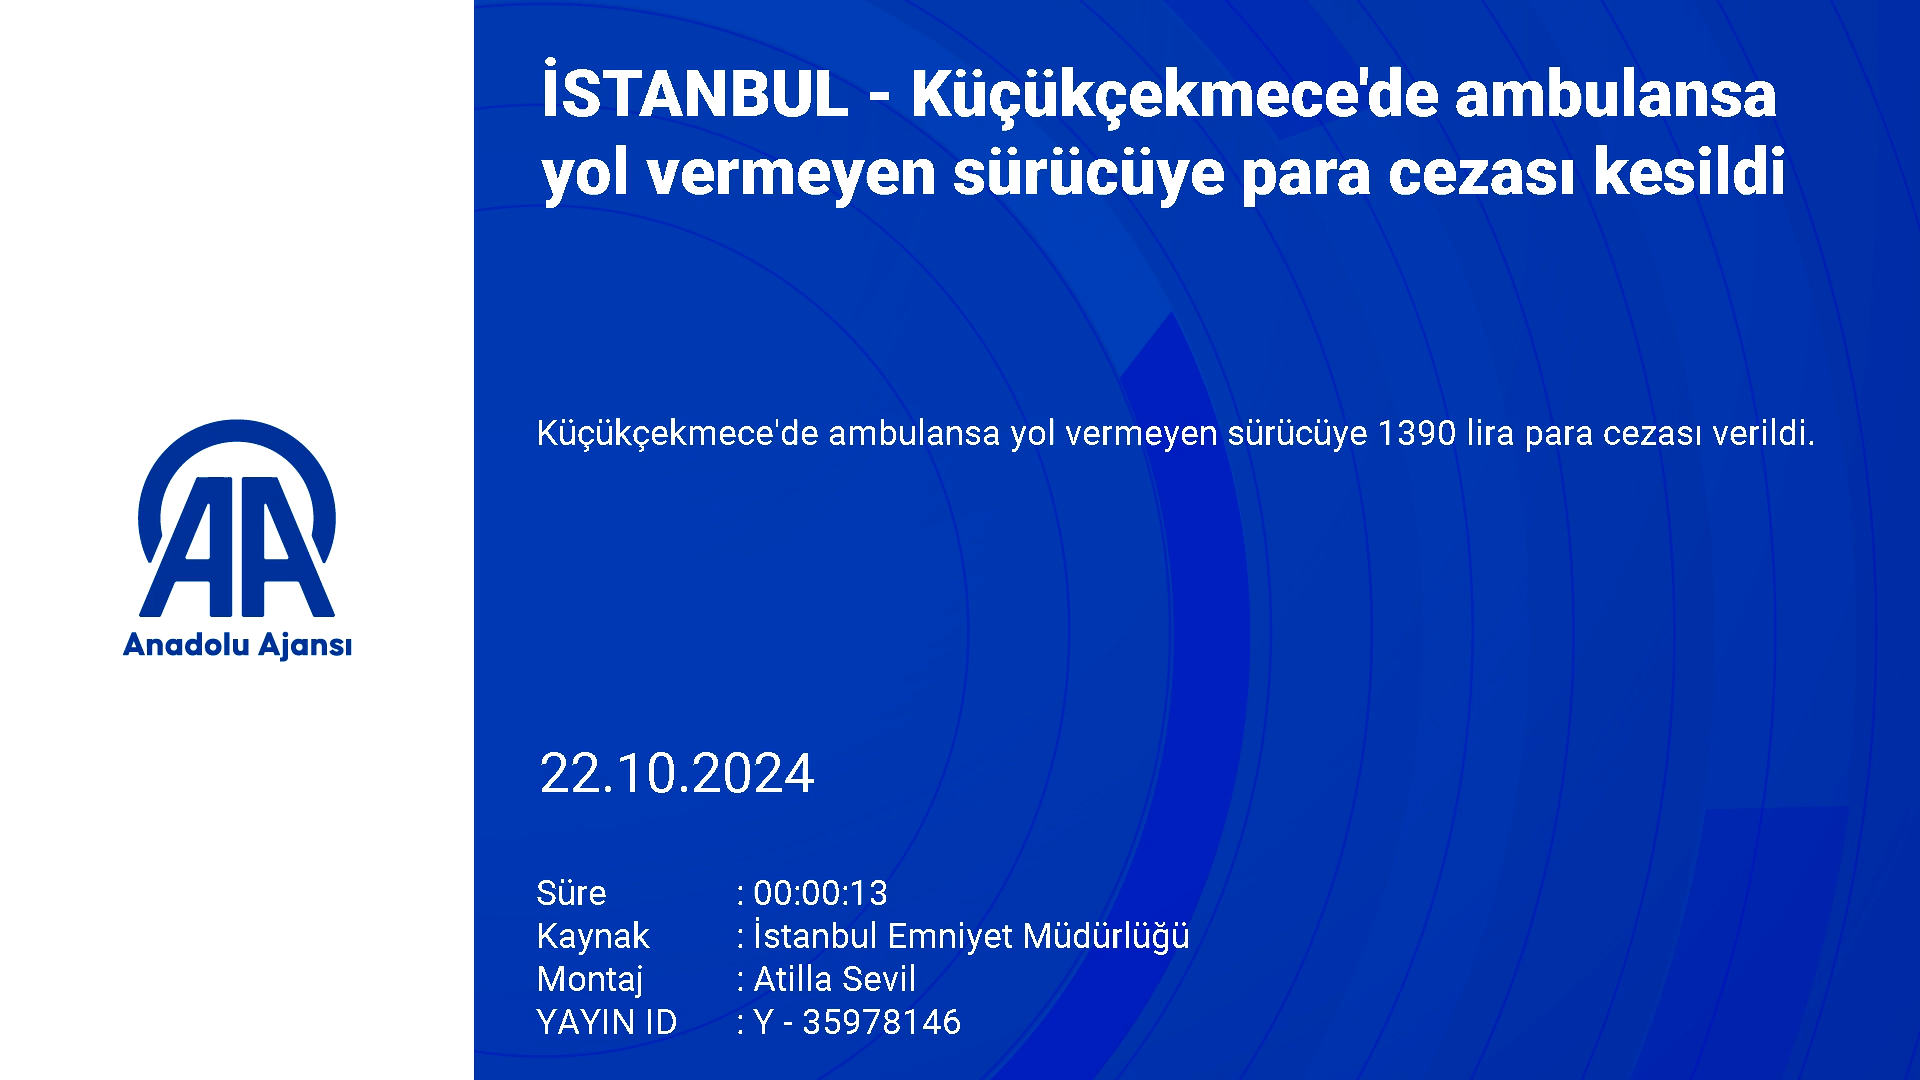 İSTANBUL - Küçükçekmece'de ambulansa
yol vermeyen sürücüye para cezası kesildi
Küçükçekmece'de ambulansa yol vermeyen sürücüye 1390 lira para cezası verildi.
AA
Anadolu Ajansı
22.10.2024
Süre : 00:00:13
Kaynak : İstanbul Emniyet Müdürlüğü
Montaj : Atilla Sevil
YAYIN ID : Y - 35978146